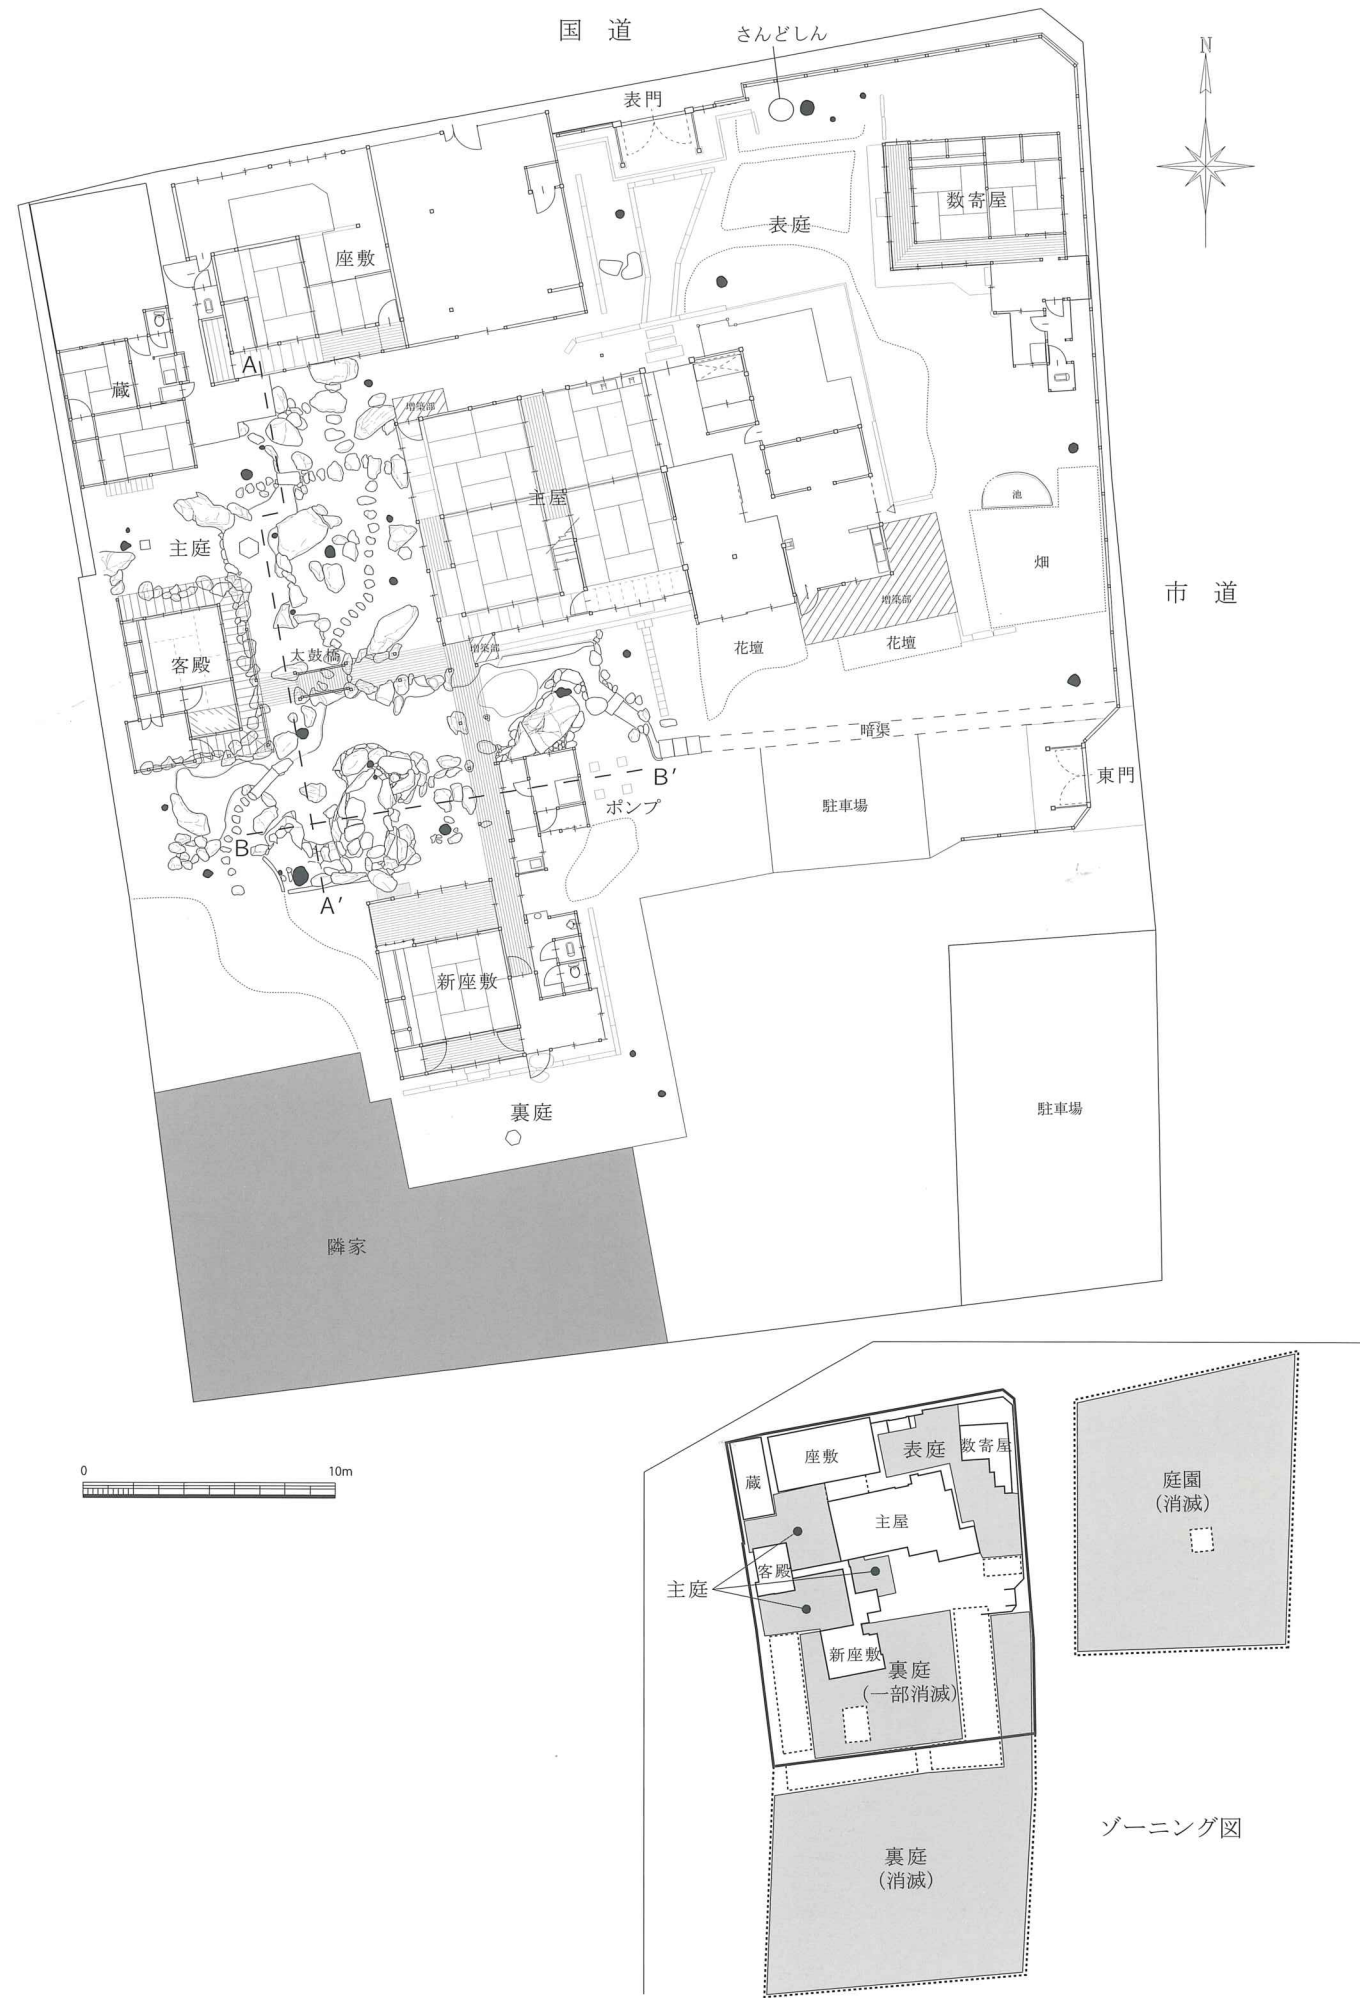 国 道
さんどしん
表門
N
数寄屋
表庭
座敷
A
蔵
増築部
主屋
池
主庭
畑
市 道
増築部
太鼓橋
増築部
花壇
花壇
客殿
暗渠
B′
東門
ポンプ
駐車場
B
A′
新座敷
裏庭
駐車場
隣家
0
10m
表庭
数寄屋
座敷
蔵
庭園
(消滅)
主屋
客殿
主庭
新座敷
裏庭
(一部消滅)
ゾーニング図
裏庭
(消滅)